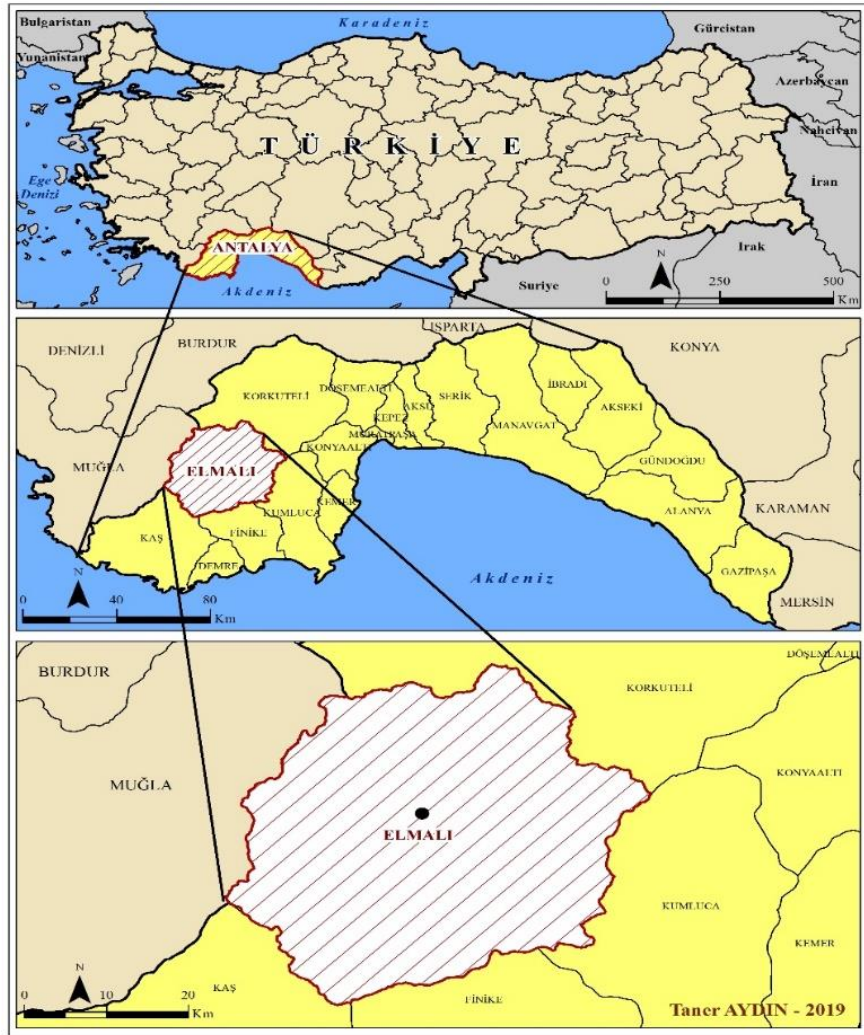 Bulgaristan
Karadeniz
Gürcistan
Yunanistan
Azerbaycan
Nahcivan
TÜRKİYE
Ege
Denizi
İran
ANTALYA
Irak
Akdeniz
Suriye
N
0 250 500
Km
ISPARTA
DENİZLİ
BURDUR
KONYA
KORKUTELİ
DÖŞEMEALTI
KEPEZ
AKSU
SERİK
İBRADI
AKSEKİ
MURATPAŞA
MANAVGAT
KONYAALTI
MUĞLA
ELMALI
GÜNDOĞDU
KEMER
KUMLUCA
ALANYA
KARAMAN
KAŞ
FİNİKE
DEMRE
GAZİPAŞA
Akdeniz
MERSİN
N
0 40 80
Km
BURDUR
DÖŞEMEALTI
KORKUTELİ
KONYAALTI
MUĞLA
ELMALI
KUMLUCA
KEMER
N
0 10 20
Km
KAŞ
FİNİKE
Taner AYDIN - 2019